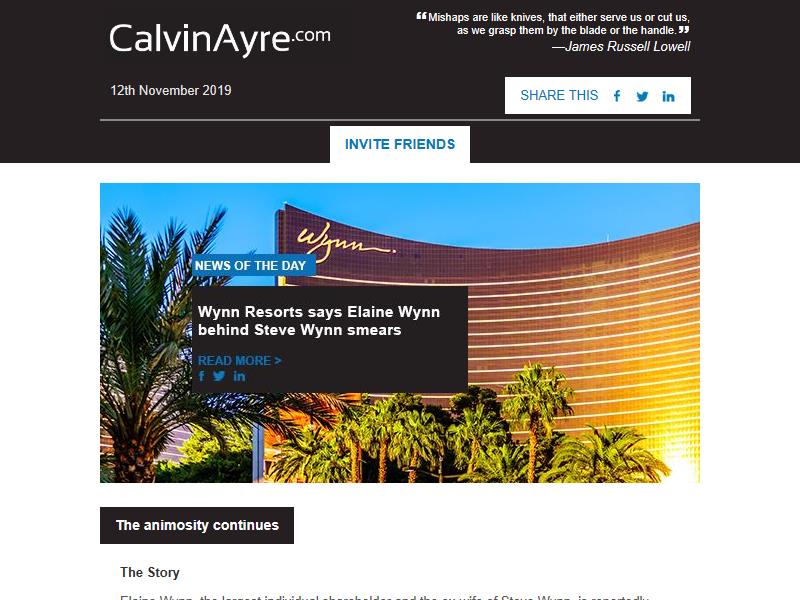 CalvinAyre.com
“Mishaps are like knives, that either serve us or cut us,
as we grasp them by the blade or the handle.”
—James Russell Lowell
12th November 2019
SHARE THIS
INVITE FRIENDS
Wynn.
NEWS OF THE DAY
Wynn Resorts says Elaine Wynn
behind Steve Wynn smears
READ MORE >
The animosity continues
The Story
Elaine Wynn, the largest individual shareholder and the ex-wife of Steve Wynn, is reportedly